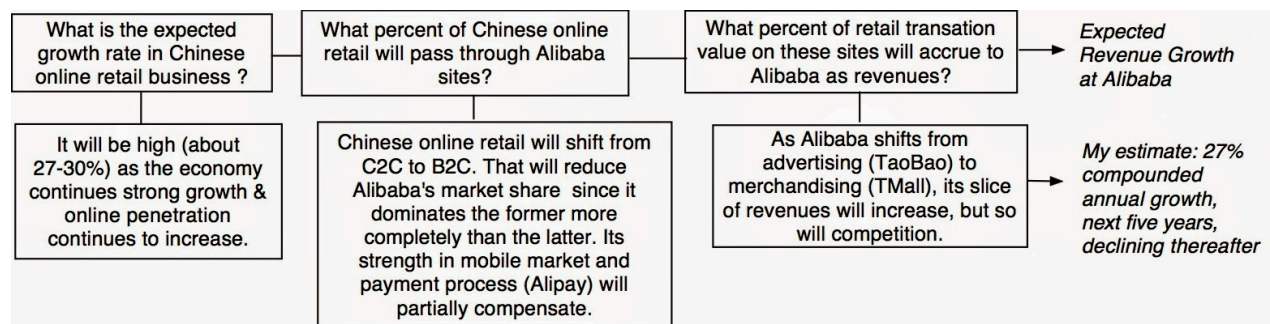 What is the expected
growth rate in Chinese
online retail business ?
What percent of Chinese online
retail will pass through Alibaba
sites?
What percent of retail transation
value on these sites will accrue to
Alibaba as revenues?
Expected
Revenue Growth
at Alibaba
It will be high (about
27-30%) as the economy
continues strong growth &
online penetration
continues to increase.
Chinese online retail will shift from
C2C to B2C. That will reduce
Alibaba's market share since it
dominates the former more
completely than the latter. Its
strength in mobile market and
payment process (Alipay) will
partially compensate.
As Alibaba shifts from
advertising (TaoBao) to
merchandising (TMall), its slice
of revenues will increase, but so
will competition.
My estimate: 27%
compounded
annual growth,
next five years,
declining thereafter